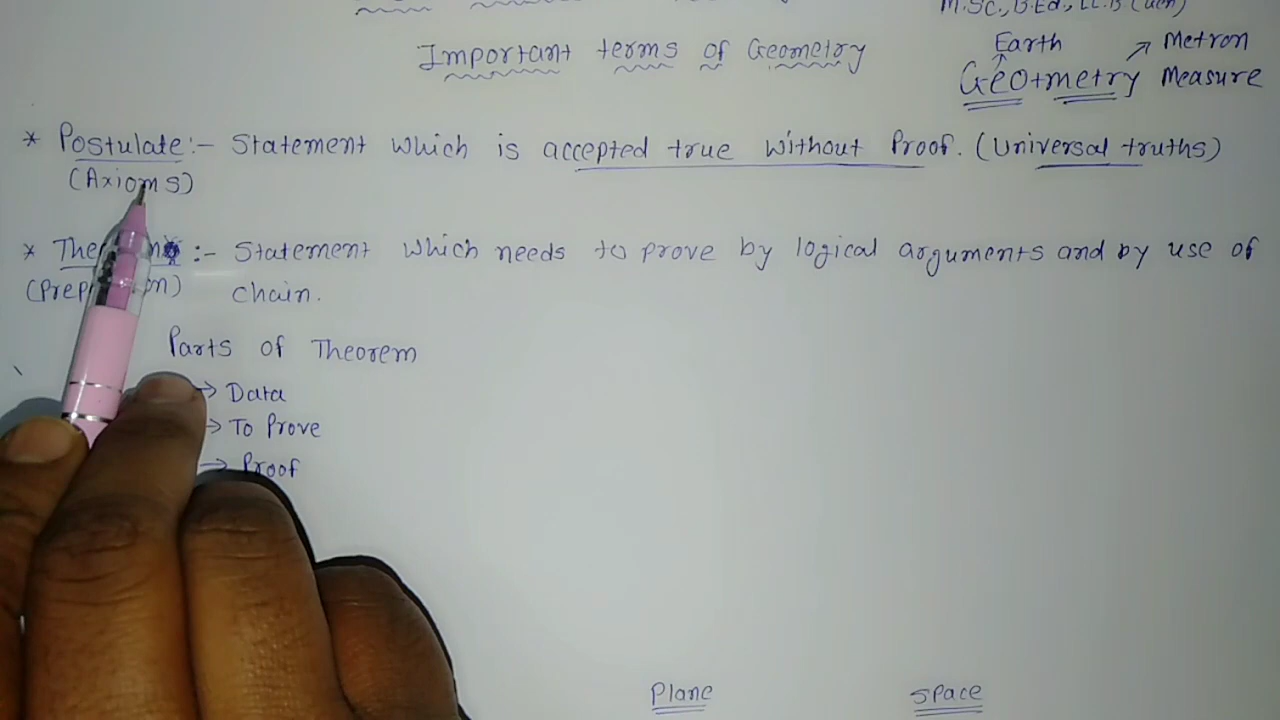 M.Sc., B.Ed., LL.B
Important terms of Geometry
Earth Metron
Geo+metry Measure
* Postulate:- Statement which is accepted true without Proof. (Universal truths)
(Axioms)
* :- Statement which needs to prove by logical arguments and by use of
chain.
Parts of Theorem
→ Data
→ To Prove
→ Proof
Plane space